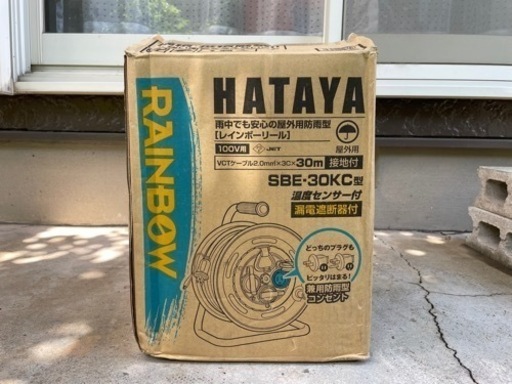 RAINBOW
HATAYA
雨中でも安心の屋外用防雨型
[レインボーリール]
屋外用
100V用
JET
VCTケーブル2.0mm²×3C×30m 接地付
SBE-30KC型
温度センサー付
漏電遮断器付
どっちのプラグも
ピッタリはまる!
兼用防雨型
コンセント